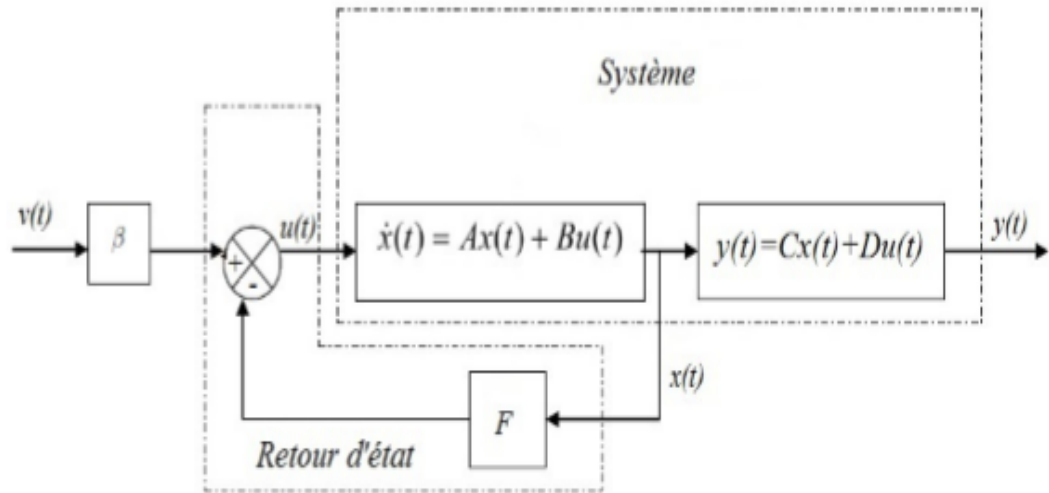 Système
v(t)
β
+
-
u(t)
ẋ(t) = Ax(t) + Bu(t)
y(t)=Cx(t)+Du(t)
y(t)
x(t)
F
Retour d'état